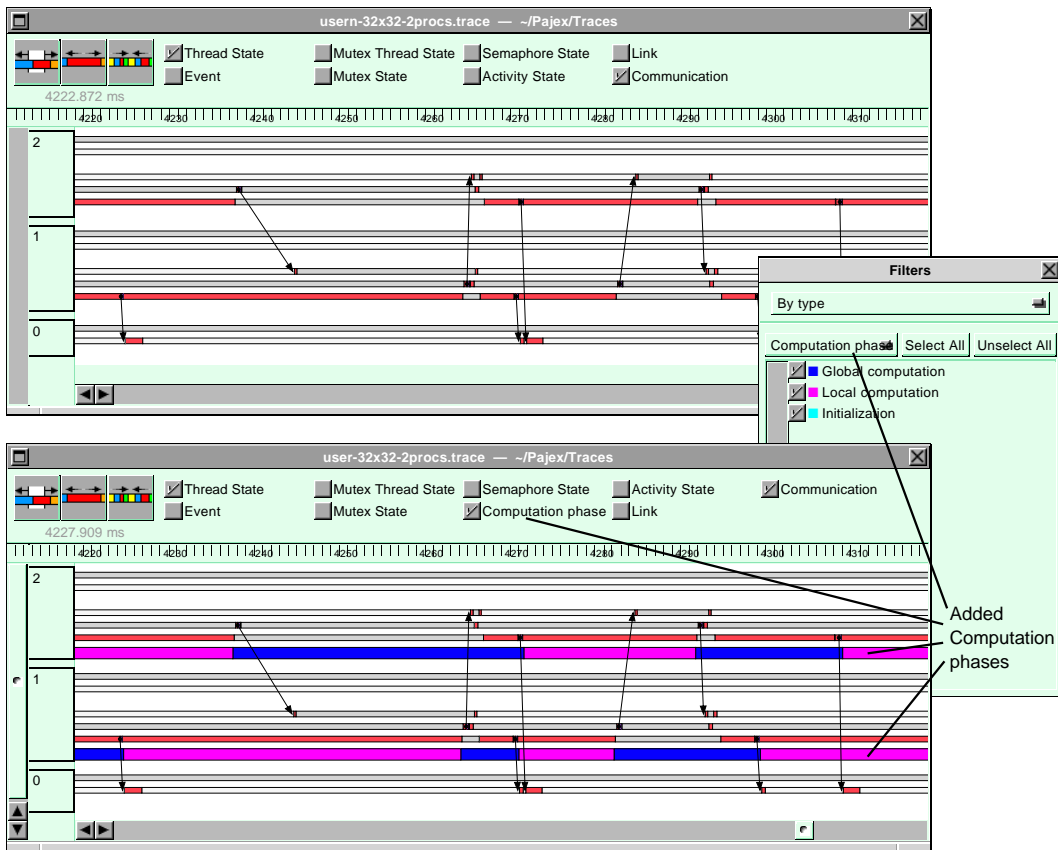 usern-32x32-2procs.trace — ~/Pajex/Traces
Thread State Mutex Thread State Semaphore State Link
Event Mutex State Activity State Communication
4222.872 ms
4220 4230 4240 4250 4260 4270 4280 4290 4300 4310
2
1
0
Filters
By type
Computation phase Select All Unselect All
Global computation
Local computation
Initialization
user-32x32-2procs.trace — ~/Pajex/Traces
Thread State Mutex Thread State Semaphore State Activity State Communication
Event Mutex State Computation phase Link
4227.909 ms
4220 4230 4240 4250 4260 4270 4280 4290 4300 4310
2
1
0
Added
Computation
phases